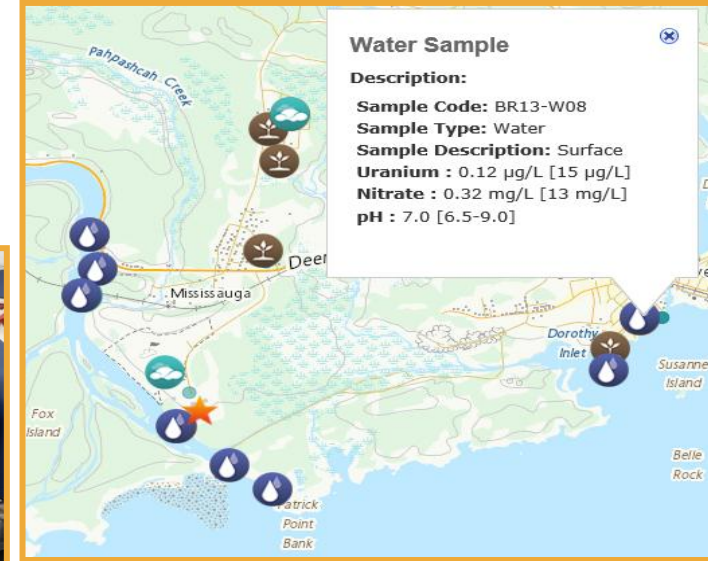 Pahpashcah Creek
Mississauga
Fox
Island
Patrick
Point
Bank
Dorothy
Inlet
Susanne
Island
Belle
Rock
Water Sample
Description:
Sample Code: BR13-W08
Sample Type: Water
Sample Description: Surface
Uranium : 0.12 µg/L [15 µg/L]
Nitrate : 0.32 mg/L [13 mg/L]
pH : 7.0 [6.5-9.0]